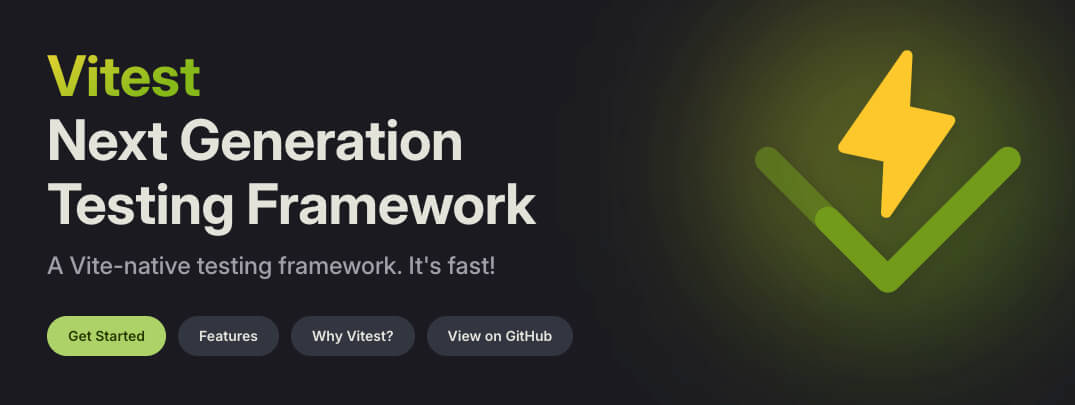 Vitest
Next Generation
Testing Framework
A Vite-native testing framework. It's fast!
Get Started
Features
Why Vitest?
View on GitHub